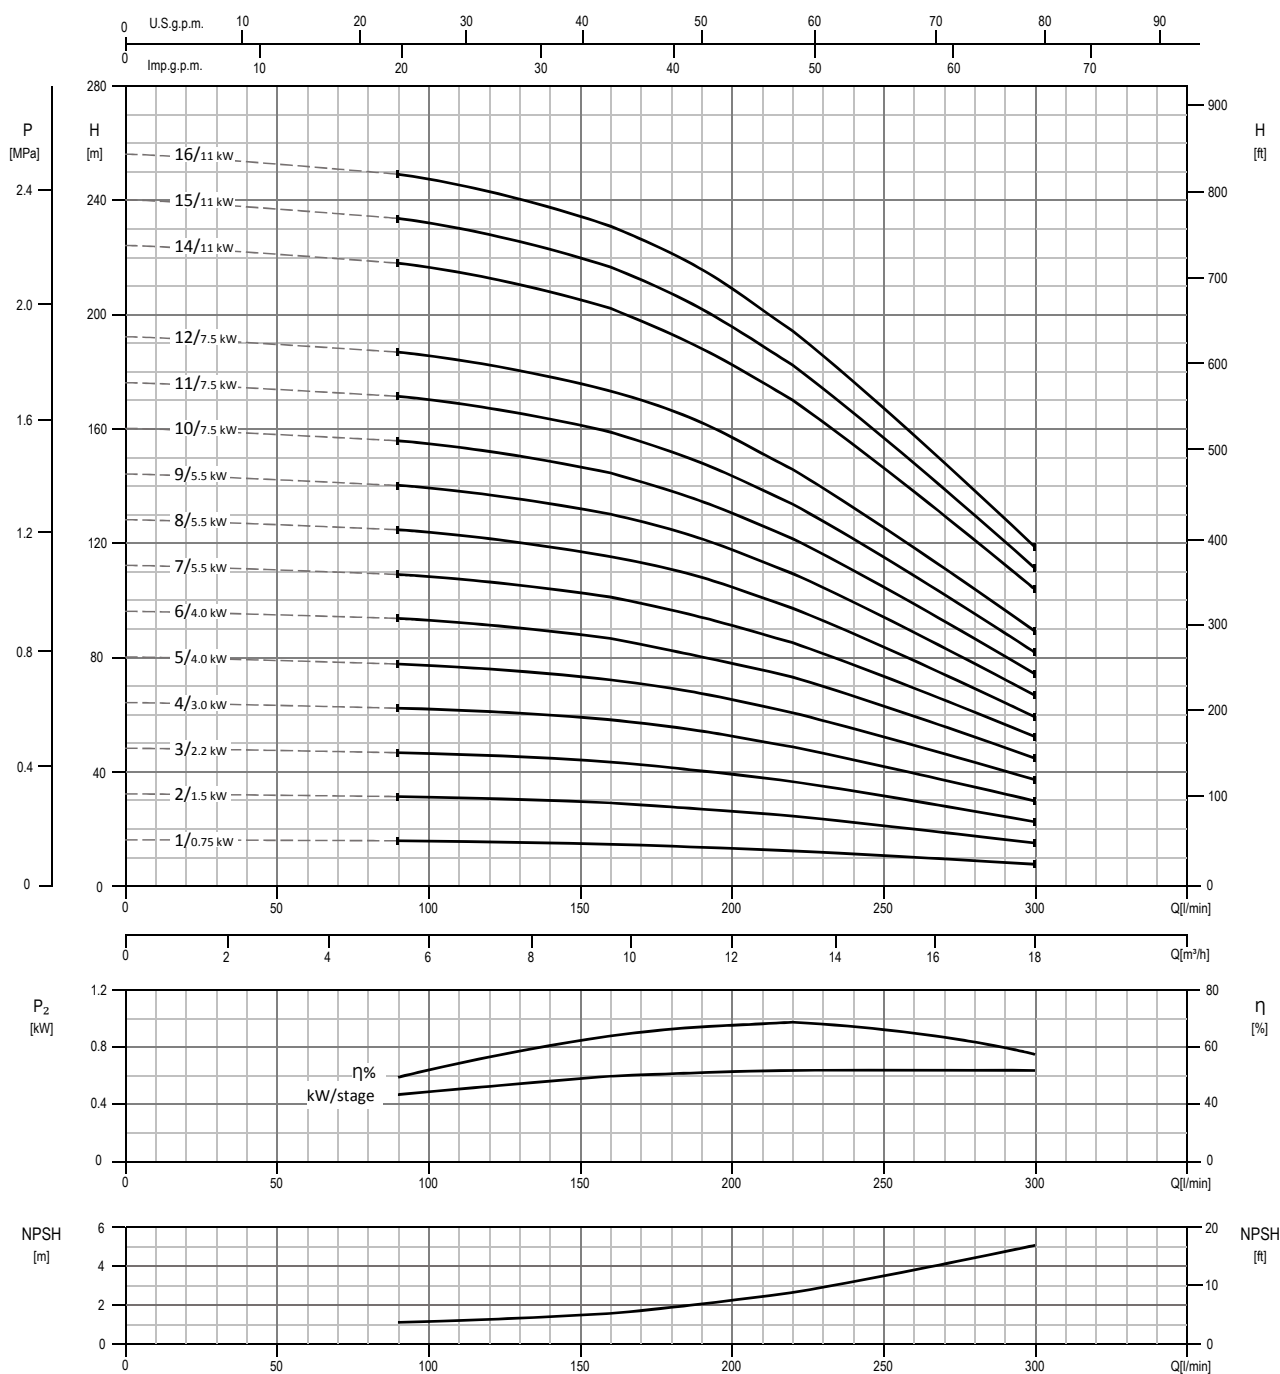 0 U.S.g.p.m. 10 20 30 40 50 60 70 80 90
0 Imp.g.p.m. 10 20 30 40 50 60 70
P
[MPa]
2.4
2.0
1.6
1.2
0.8
0.4
0
H
[m]
280
240
200
160
120
80
40
0
16/11 kW
15/11 kW
14/11 kW
12/7.5 kW
11/7.5 kW
10/7.5 kW
9/5.5 kW
8/5.5 kW
7/5.5 kW
6/4.0 kW
5/4.0 kW
4/3.0 kW
3/2.2 kW
2/1.5 kW
1/0.75 kW
H
[ft]
900
800
700
600
500
400
300
200
100
0
0 50 100 150 200 250 300 Q[l/min]
0 2 4 6 8 10 12 14 16 18 Q[m³/h]
P₂
[kW]
1.2
0.8
0.4
0
η%
kW/stage
η
[%]
80
60
40
0
0 50 100 150 200 250 300 Q[l/min]
NPSH
[m]
6
4
2
0
NPSH
[ft]
20
10
0
0 50 100 150 200 250 300 Q[l/min]